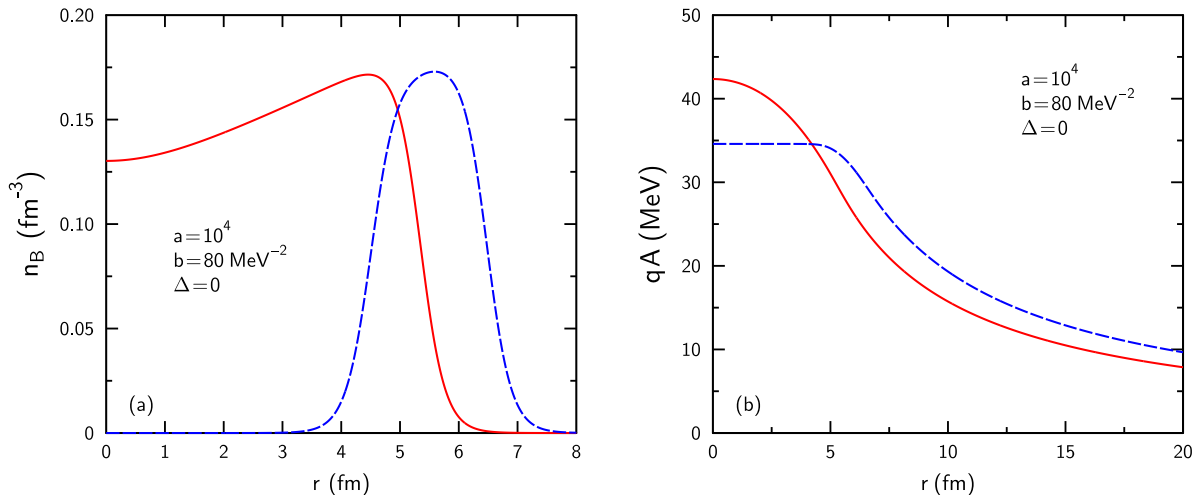 0.20
0.15
0.10
0.05
0
n_B (fm^-3)
a=10^4
b=80 MeV^-2
Δ=0
(a)
0 1 2 3 4 5 6 7 8
r (fm)
50
40
30
20
10
0
qA (MeV)
a=10^4
b=80 MeV^-2
Δ=0
(b)
0 5 10 15 20
r (fm)